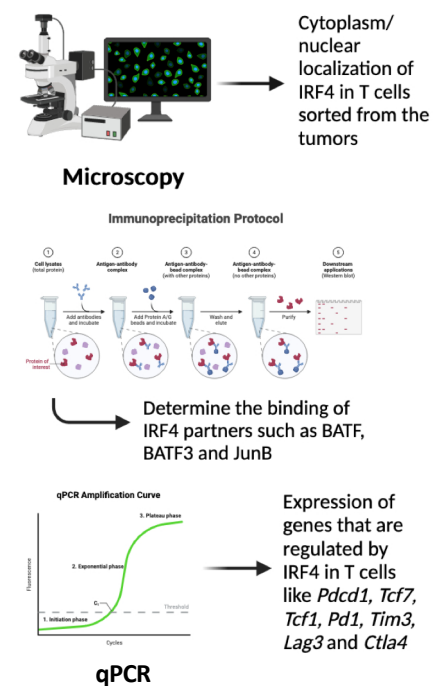 Cytoplasm/
nuclear
localization of
IRF4 in T cells
sorted from the
tumors
Microscopy
Immunoprecipitation Protocol
1
Cell lysates
(total protein)
2
Antigen-antibody
complex
3
Antigen-antibody-
bead complex
(with other proteins)
4
Antigen-antibody-
bead complex
(no other proteins)
5
Downstream
applications
(Western blot)
Add antibodies
and incubate
Add Protein A/G
beads and incubate
Wash and
elute
Purify
Protein of
interest
Determine the binding of
IRF4 partners such as BATF,
BATF3 and JunB
qPCR Amplification Curve
3. Plateau phase
2. Exponential phase
Fluorescence
Ct
Threshold
1. Initiation phase
Cycles
qPCR
Expression of
genes that are
regulated by
IRF4 in T cells
like Pdcd1, Tcf7,
Tcf1, Pd1, Tim3,
Lag3 and Ctla4